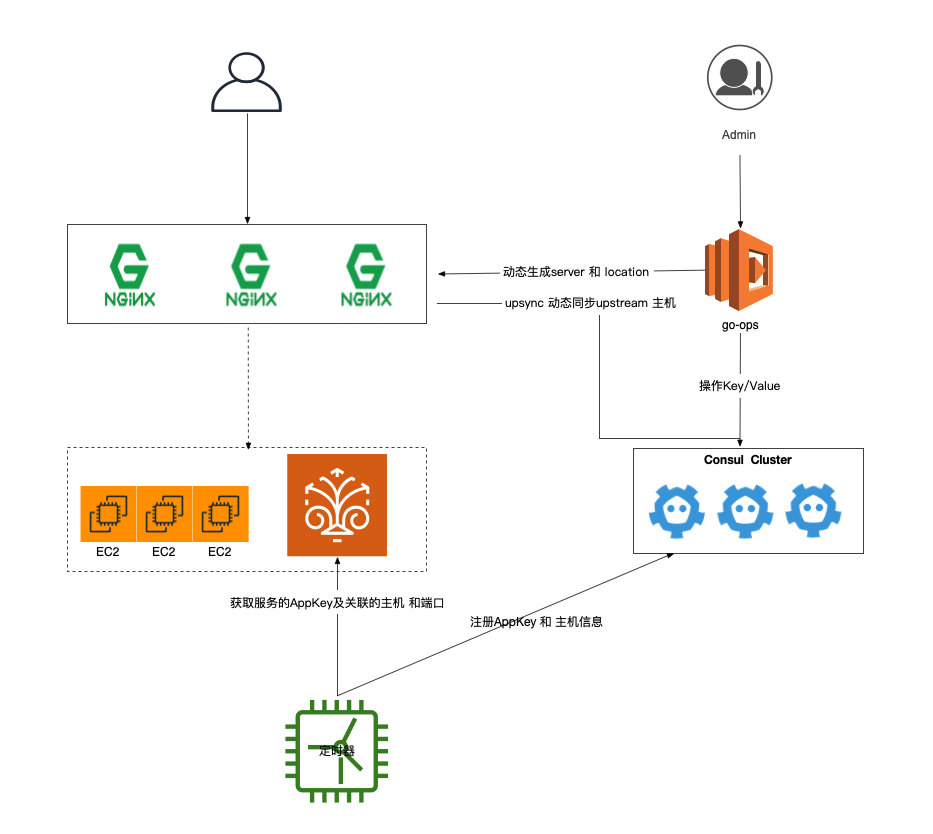 Admin
NGINX
NGINX
NGINX
动态生成server 和 location
upsync 动态同步upstream 主机
go-ops
操作Key/Value
Consul Cluster
EC2
EC2
EC2
获取服务的AppKey及关联的主机 和端口
注册AppKey 和 主机信息
定时器